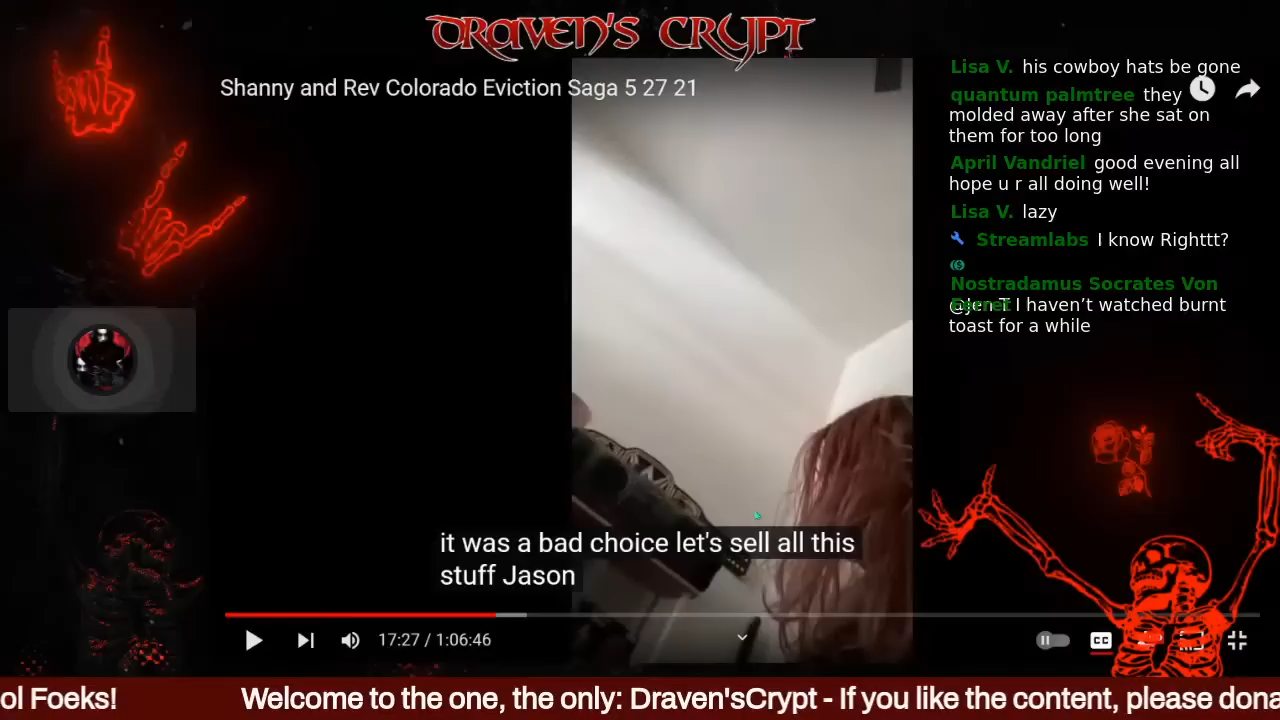 DRAVEN'S CRYPT
Shanny and Rev Colorado Eviction Saga 5 27 21
Lisa V. his cowboy hats be gone
quantum palmtree they
molded away after she sat on
them for too long
April Vandriel good evening all
hope u r all doing well!
Lisa V. lazy
Streamlabs I know Righttt?
Nostradamus Socrates Von
Ferret
@Jen T I haven't watched burnt
toast for a while
it was a bad choice let's sell all this
stuff Jason
17:27 / 1:06:46
CC
ol Foeks! Welcome to the one, the only: Draven'sCrypt - If you like the content, please dona